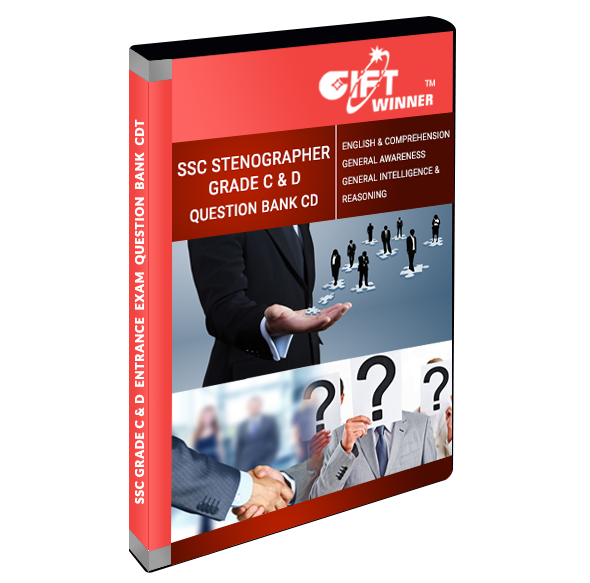 GIFT
WINNER
TM
SSC STENOGRAPHER
GRADE C & D
QUESTION BANK CD
ENGLISH & COMPREHENSION
GENERAL AWARENESS
GENERAL INTELLIGENCE &
REASONING
?
?
?
SSC GRADE C & D ENTRANCE EXAM QUESTION BANK CDT